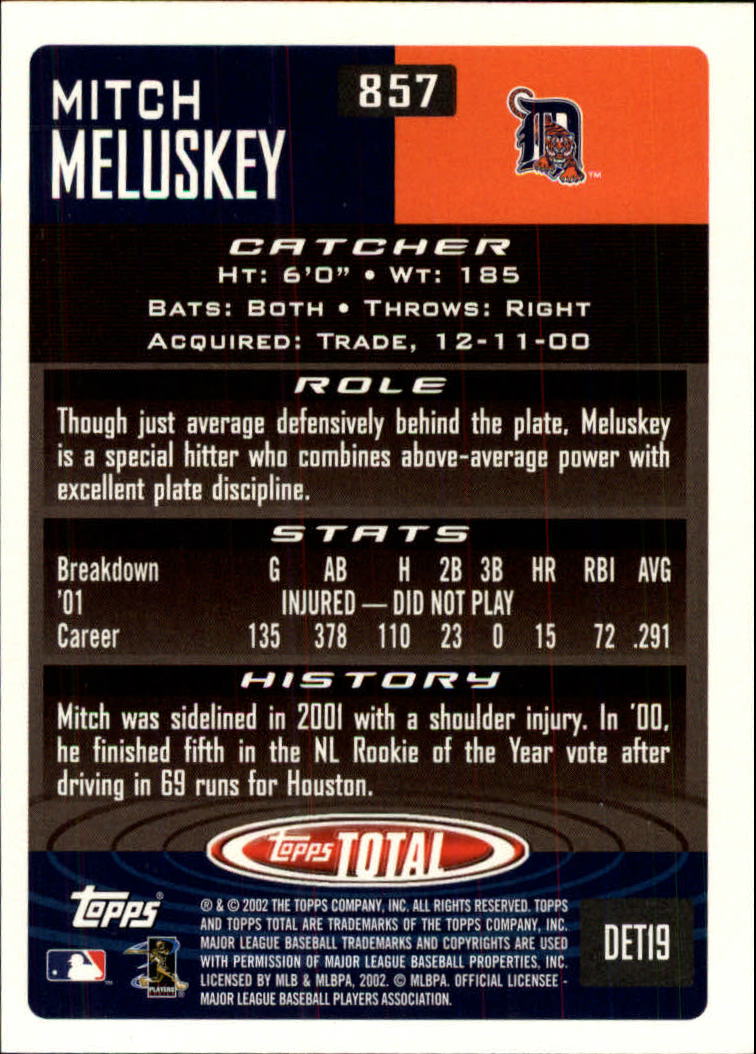 MITCH
MELUSKEY
857
D
TM
CATCHER
HT: 6'0" • WT: 185
BATS: BOTH • THROWS: RIGHT
ACQUIRED: TRADE, 12-11-00
ROLE
Though just average defensively behind the plate, Meluskey
is a special hitter who combines above-average power with
excellent plate discipline.
STATS
Breakdown G AB H 2B 3B HR RBI AVG
'01 INJURED — DID NOT PLAY
Career 135 378 110 23 0 15 72 .291
HISTORY
Mitch was sidelined in 2001 with a shoulder injury. In '00,
he finished fifth in the NL Rookie of the Year vote after
driving in 69 runs for Houston.
topps TOTAL
topps®
® & © 2002 THE TOPPS COMPANY, INC. ALL RIGHTS RESERVED. TOPPS
AND TOPPS TOTAL ARE TRADEMARKS OF THE TOPPS COMPANY, INC.
MAJOR LEAGUE BASEBALL TRADEMARKS AND COPYRIGHTS ARE USED
WITH PERMISSION OF MAJOR LEAGUE BASEBALL PROPERTIES, INC.
LICENSED BY MLB & MLBPA, 2002. © MLBPA. OFFICIAL LICENSEE -
MAJOR LEAGUE BASEBALL PLAYERS ASSOCIATION.
PLAYERS
DET19